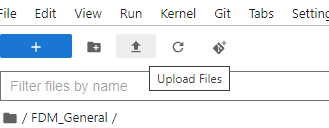 File Edit View Run Kernel Git Tabs Setting
Upload Files
Filter files by name
/ FDM_General /